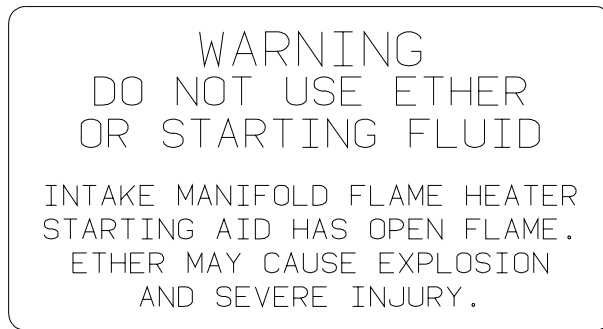 WARNING
DO NOT USE ETHER
OR STARTING FLUID
INTAKE MANIFOLD FLAME HEATER
STARTING AID HAS OPEN FLAME.
ETHER MAY CAUSE EXPLOSION
AND SEVERE INJURY.